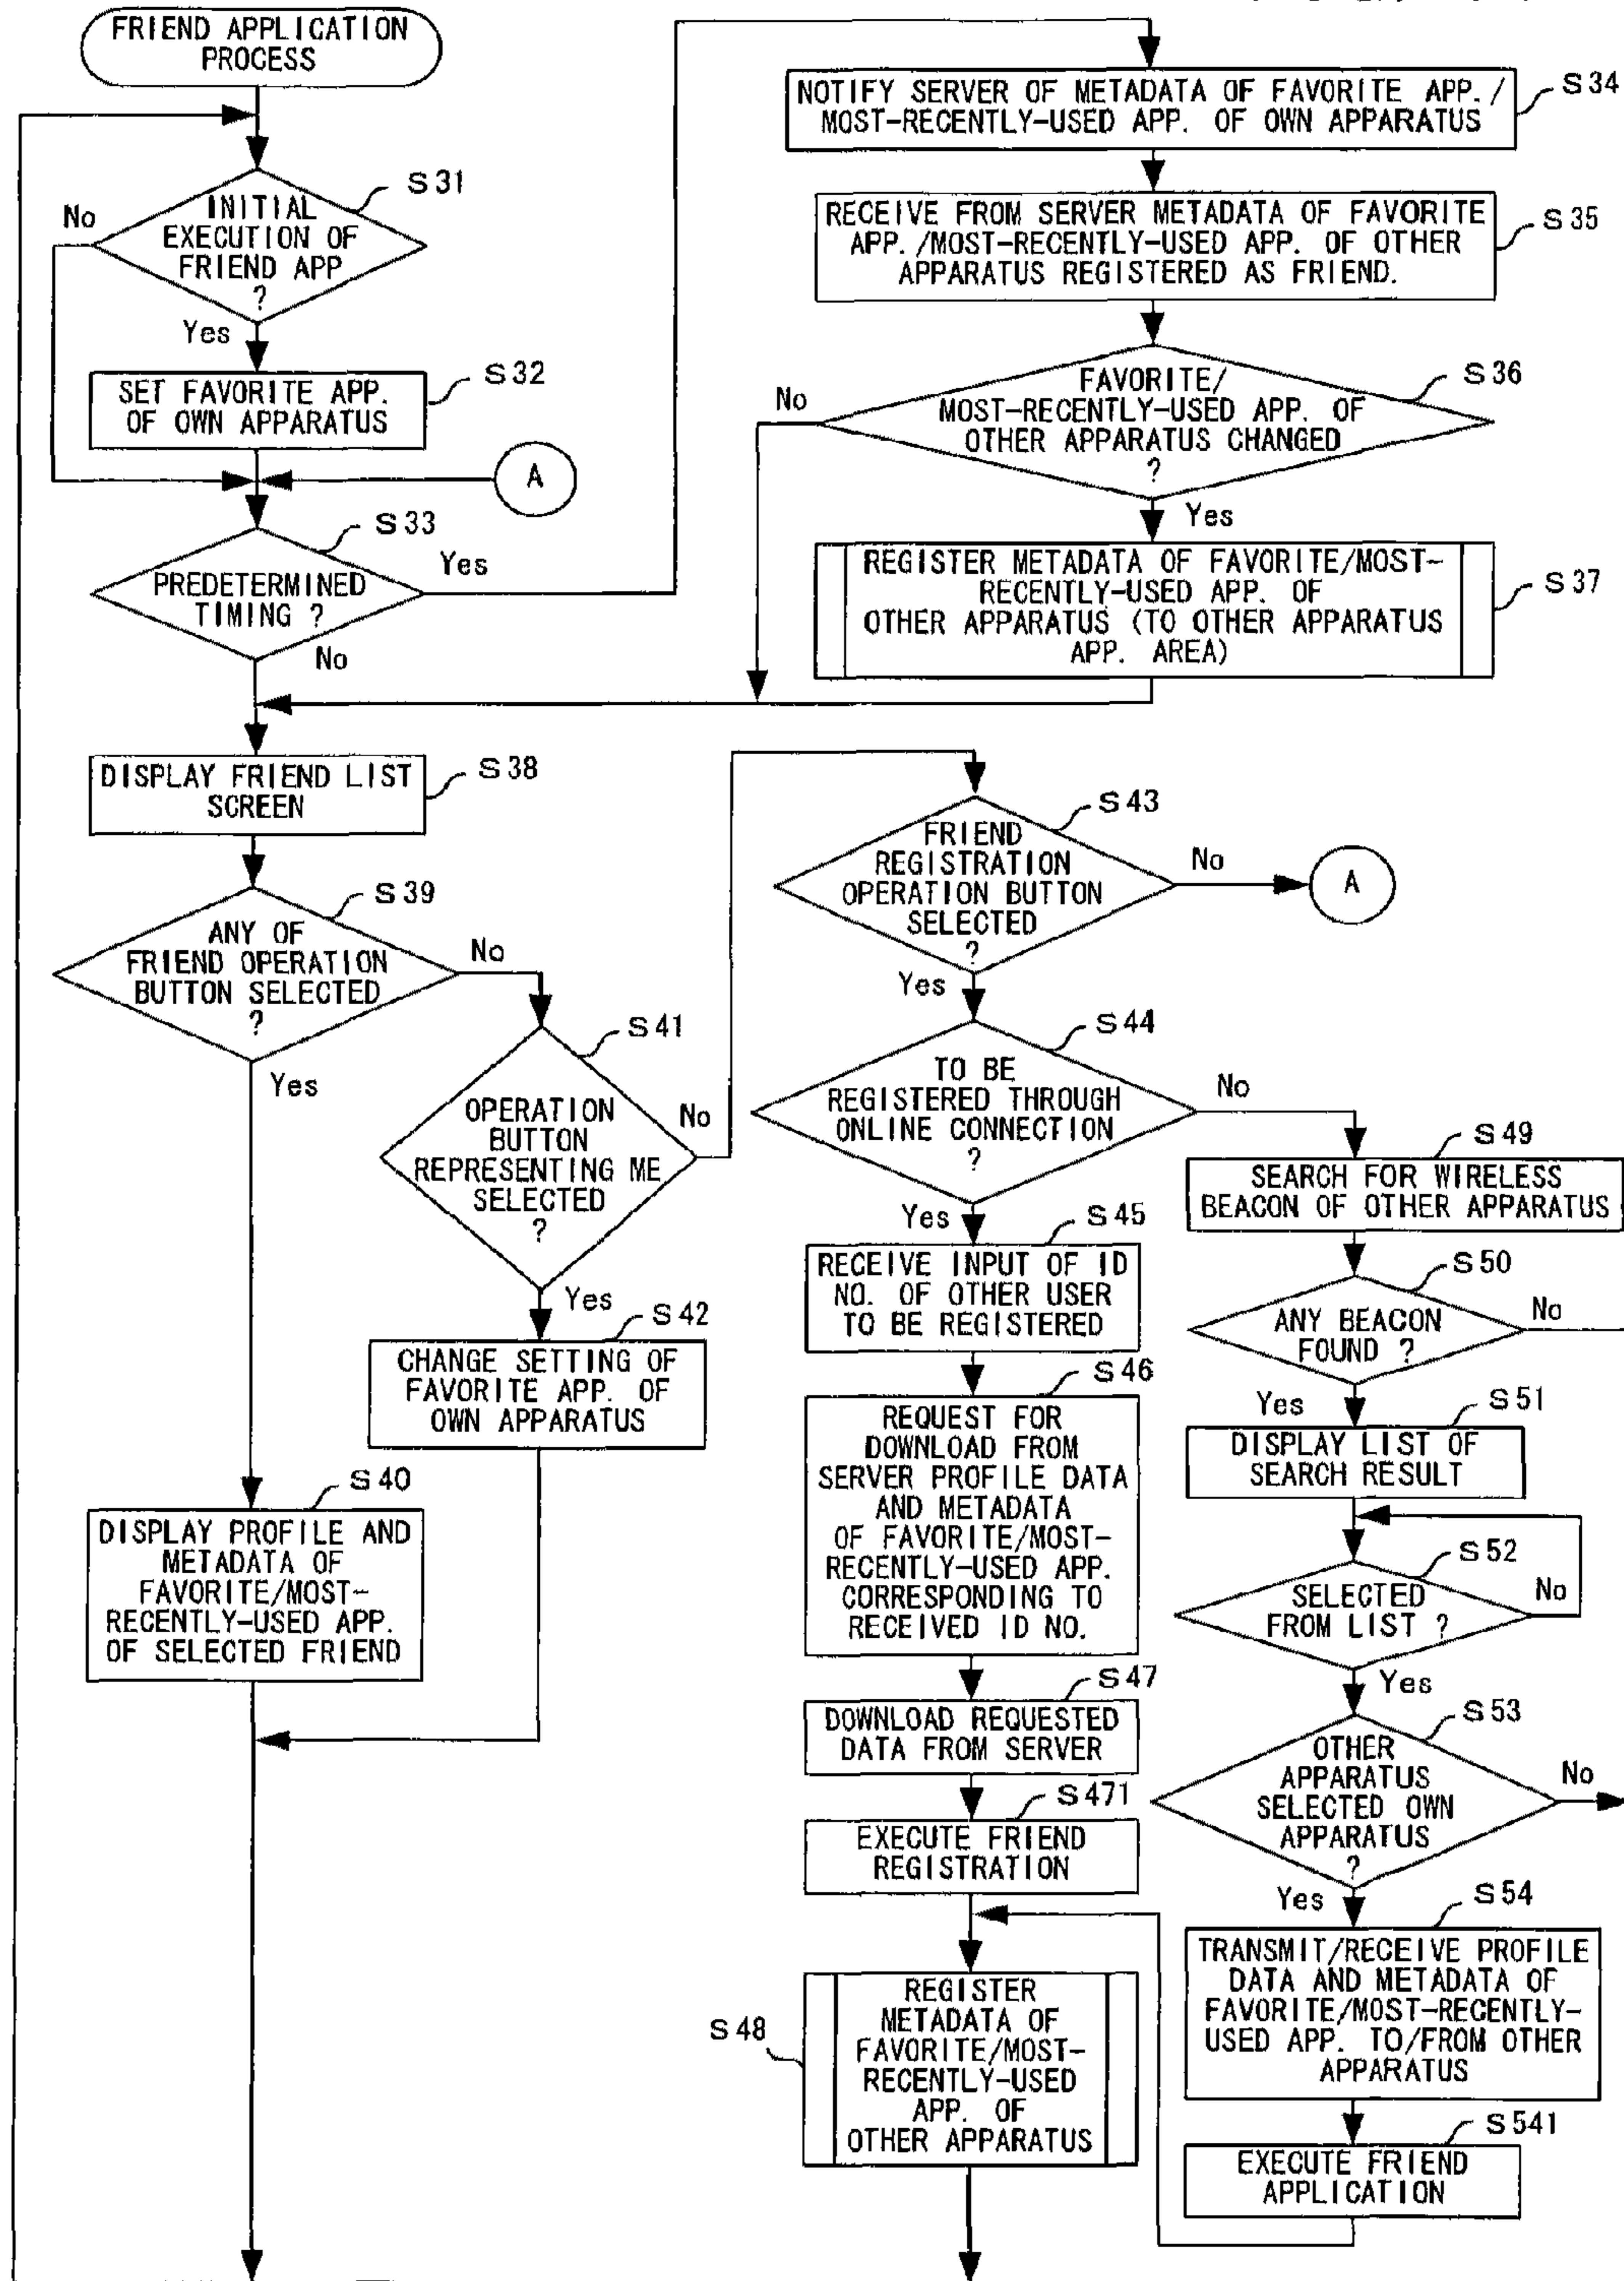 FRIEND APPLICATION
PROCESS
S31
No
INITIAL
EXECUTION OF
FRIEND APP
?
Yes
S32
SET FAVORITE APP.
OF OWN APPARATUS
A
S33
PREDETERMINED
TIMING ?
Yes
No
S34
NOTIFY SERVER OF METADATA OF FAVORITE APP./
MOST-RECENTLY-USED APP. OF OWN APPARATUS
S35
RECEIVE FROM SERVER METADATA OF FAVORITE
APP./MOST-RECENTLY-USED APP. OF OTHER
APPARATUS REGISTERED AS FRIEND.
S36
No
FAVORITE/
MOST-RECENTLY-USED APP. OF
OTHER APPARATUS CHANGED
?
Yes
S37
REGISTER METADATA OF FAVORITE/MOST-
RECENTLY-USED APP. OF
OTHER APPARATUS (TO OTHER APPARATUS
APP. AREA)
S38
DISPLAY FRIEND LIST
SCREEN
S39
ANY OF
FRIEND OPERATION
BUTTON SELECTED
?
No
Yes
S40
DISPLAY PROFILE AND
METADATA OF
FAVORITE/MOST-
RECENTLY-USED APP.
OF SELECTED FRIEND
S41
OPERATION
BUTTON
REPRESENTING ME
SELECTED
?
No
Yes
S42
CHANGE SETTING OF
FAVORITE APP. OF
OWN APPARATUS
S43
FRIEND
REGISTRATION
OPERATION BUTTON
SELECTED
?
No
A
Yes
S44
TO BE
REGISTERED THROUGH
ONLINE CONNECTION
?
No
Yes
S45
RECEIVE INPUT OF ID
NO. OF OTHER USER
TO BE REGISTERED
S46
REQUEST FOR
DOWNLOAD FROM
SERVER PROFILE DATA
AND METADATA
OF FAVORITE/MOST-
RECENTLY-USED APP.
CORRESPONDING TO
RECEIVED ID NO.
S47
DOWNLOAD REQUESTED
DATA FROM SERVER
S471
EXECUTE FRIEND
REGISTRATION
S48
REGISTER
METADATA OF
FAVORITE/MOST-
RECENTLY-USED
APP. OF
OTHER APPARATUS
S49
SEARCH FOR WIRELESS
BEACON OF OTHER APPARATUS
S50
ANY BEACON
FOUND ?
No
Yes
S51
DISPLAY LIST OF
SEARCH RESULT
S52
SELECTED
FROM LIST ?
No
Yes
S53
OTHER
APPARATUS
SELECTED OWN
APPARATUS
?
No
Yes
S54
TRANSMIT/RECEIVE PROFILE
DATA AND METADATA OF
FAVORITE/MOST-RECENTLY-
USED APP. TO/FROM OTHER
APPARATUS
S541
EXECUTE FRIEND
APPLICATION